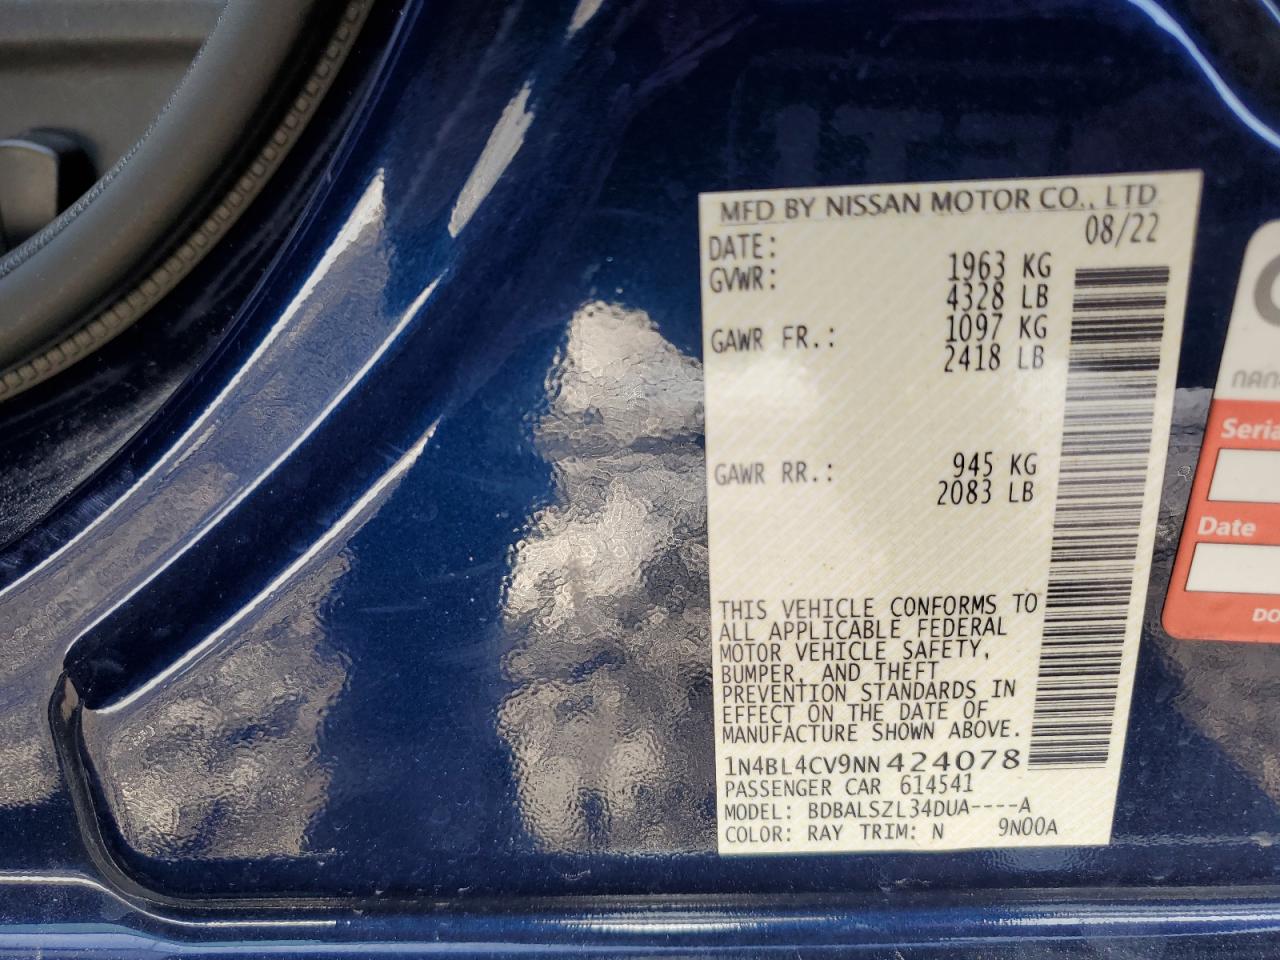 MFD BY NISSAN MOTOR CO., LTD
DATE: 08/22
GVWR: 1963 KG
4328 LB
GAWR FR.: 1097 KG
2418 LB
GAWR RR.: 945 KG
2083 LB
THIS VEHICLE CONFORMS TO
ALL APPLICABLE FEDERAL
MOTOR VEHICLE SAFETY,
BUMPER, AND THEFT
PREVENTION STANDARDS IN
EFFECT ON THE DATE OF
MANUFACTURE SHOWN ABOVE.
1N4BL4CV9NN424078
PASSENGER CAR 614541
MODEL: BDBALSZL34DUA----A
COLOR: RAY TRIM: N 9N00A
Date